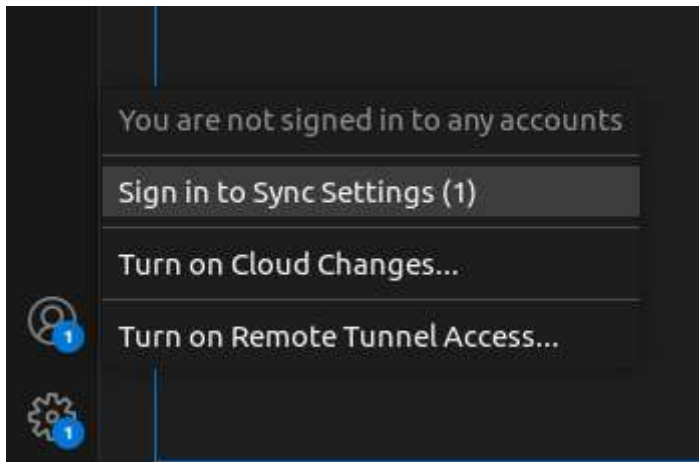 You are not signed in to any accounts
Sign in to Sync Settings (1)
Turn on Cloud Changes...
Turn on Remote Tunnel Access...
1
1